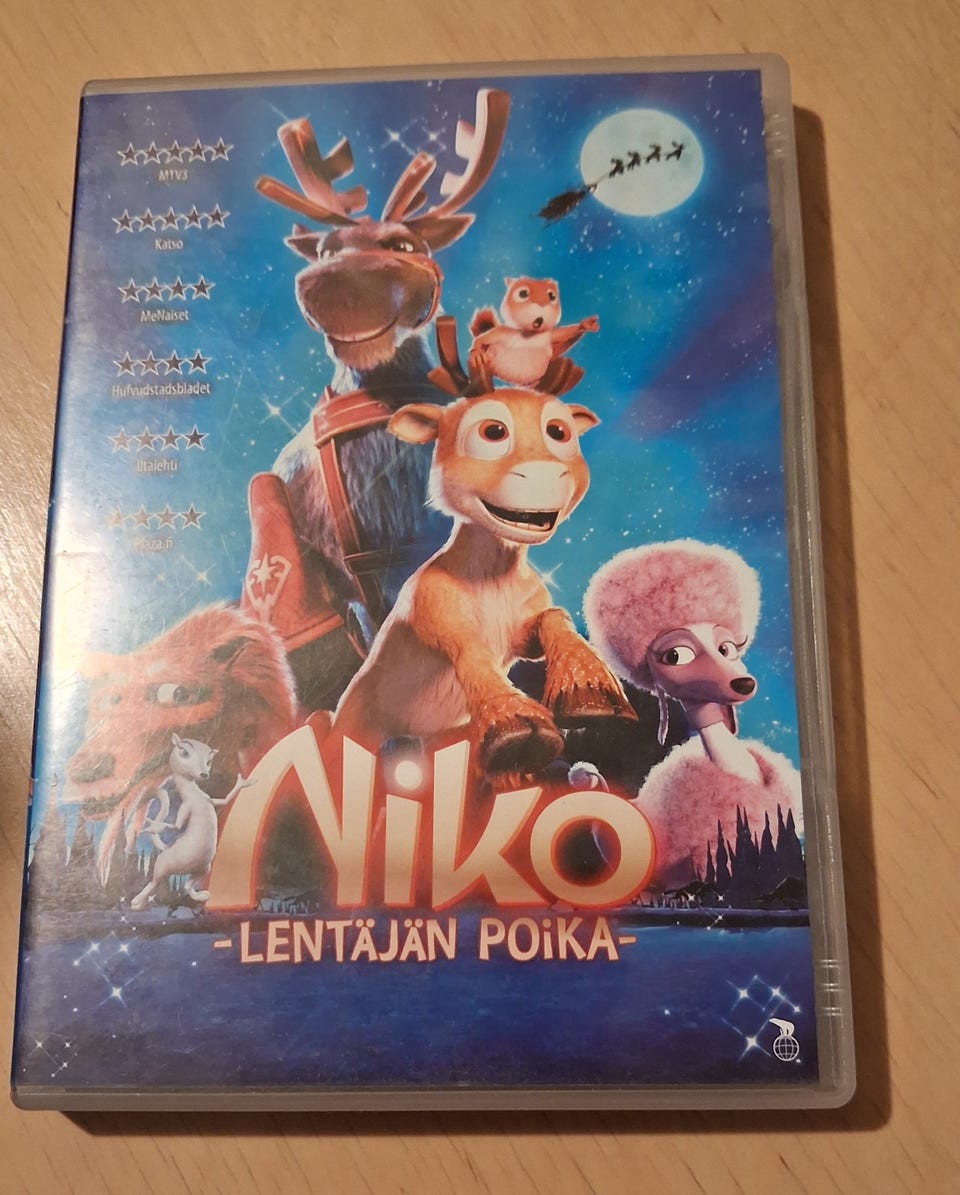 MTV3
Katso
MeNaiset
Hufvudstadsbladet
Iltalehti
Plaza.fi
Niko
-LENTÄJÄN POiKA-